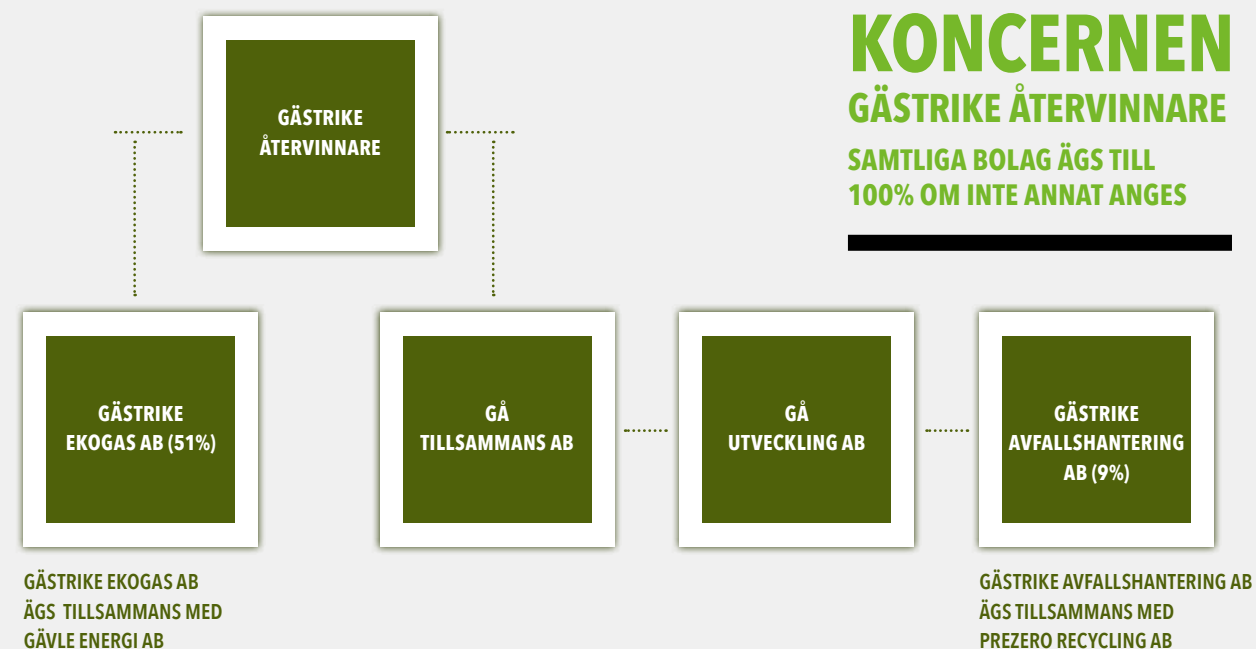 KONCERNEN
GÄSTRIKE ÅTERVINNARE
SAMTLIGA BOLAG ÄGS TILL
100% OM INTE ANNAT ANGES
GÄSTRIKE
ÅTERVINNARE
GÄSTRIKE
EKOGAS AB (51%)
GÅ
TILLSAMMANS AB
GÅ
UTVECKLING AB
GÄSTRIKE
AVFALLSHANTERING
AB (9%)
GÄSTRIKE EKOGAS AB
ÄGS TILLSAMMANS MED
GÄVLE ENERGI AB
GÄSTRIKE AVFALLSHANTERING AB
ÄGS TILLSAMMANS MED
PREZERO RECYCLING AB